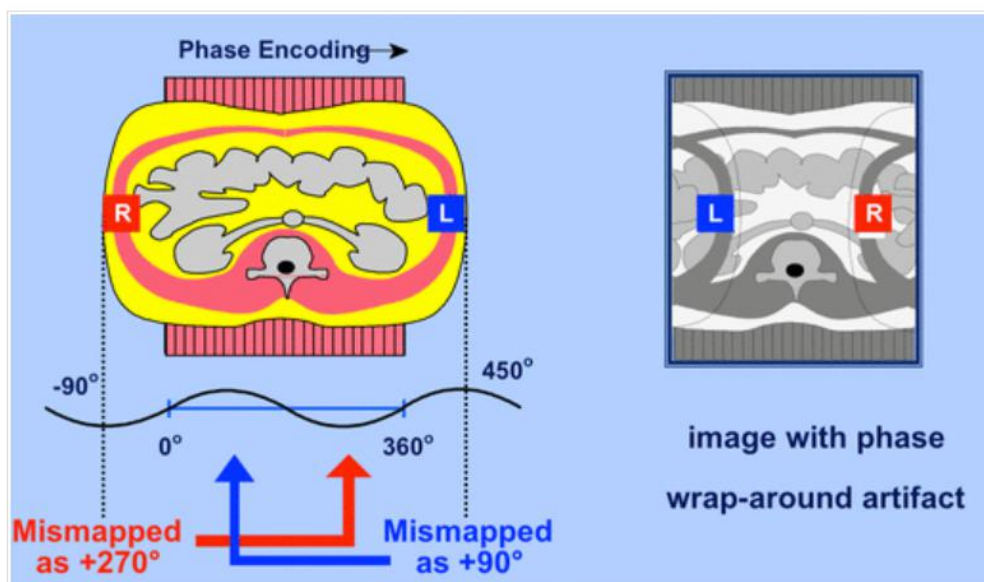 Phase Encoding
R
L
L
R
-90°
450°
0°
360°
Mismapped
as +270°
Mismapped
as +90°
image with phase
wrap-around artifact